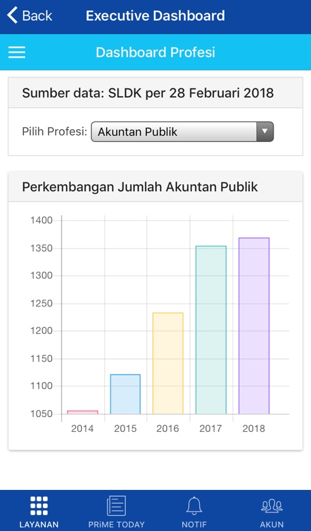 Back
Executive Dashboard
Dashboard Profesi
Sumber data: SLDK per 28 Februari 2018
Pilih Profesi: Akuntan Publik
Perkembangan Jumlah Akuntan Publik
1400
1350
1300
1250
1200
1150
1100
1050
2014 2015 2016 2017 2018
LAYANAN PRiME TODAY NOTIF AKUN